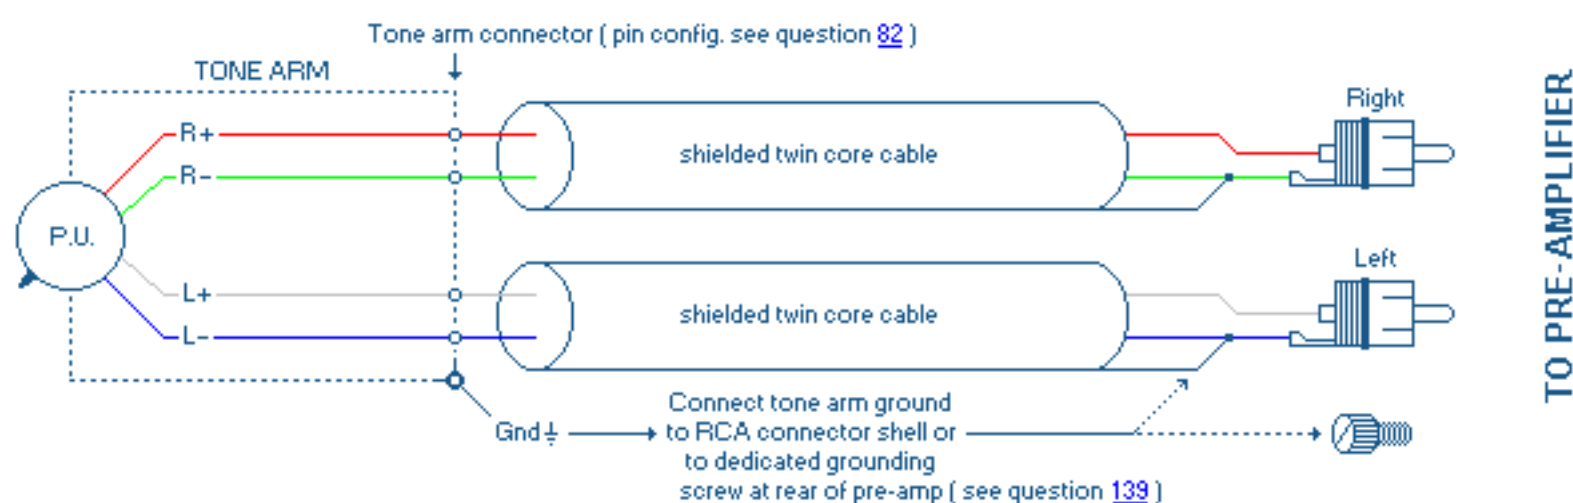 Tone arm connector ( pin config. see question 82 )
TONE ARM
Right
R+
shielded twin core cable
R-
P.U.
Left
L+
shielded twin core cable
L-
Connect tone arm ground
Gnd to RCA connector shell or
to dedicated grounding
screw at rear of pre-amp ( see question 139 )
TO PRE-AMPLIFIER